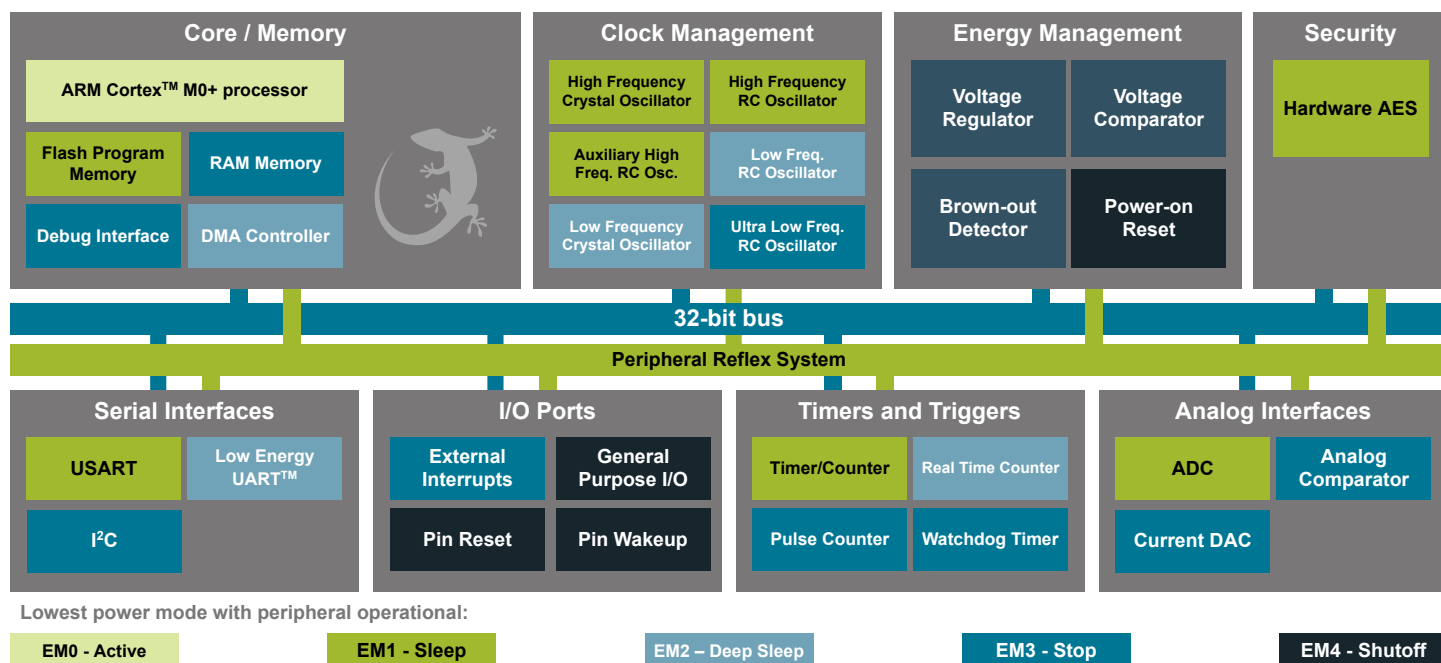 Core / Memory
ARM Cortex™ M0+ processor
Flash Program
Memory
RAM Memory
Debug Interface
DMA Controller
Clock Management
High Frequency
Crystal Oscillator
High Frequency
RC Oscillator
Auxiliary High
Freq. RC Osc.
Low Freq.
RC Oscillator
Low Frequency
Crystal Oscillator
Ultra Low Freq.
RC Oscillator
Energy Management
Voltage
Regulator
Voltage
Comparator
Brown-out
Detector
Power-on
Reset
Security
Hardware AES
32-bit bus
Peripheral Reflex System
Serial Interfaces
USART
Low Energy
UART™
I²C
I/O Ports
External
Interrupts
General
Purpose I/O
Pin Reset
Pin Wakeup
Timers and Triggers
Timer/Counter
Real Time Counter
Pulse Counter
Watchdog Timer
Analog Interfaces
ADC
Analog
Comparator
Current DAC
Lowest power mode with peripheral operational:
EM0 - Active
EM1 - Sleep
EM2 – Deep Sleep
EM3 - Stop
EM4 - Shutoff